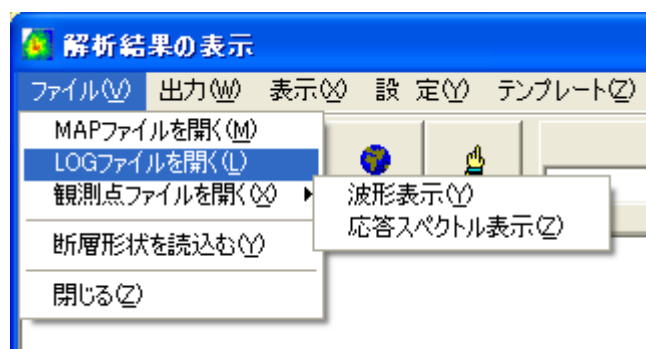 解析結果の表示
ファイル(V) 出力(W) 表示(X) 設 定(Y) テンプレート(Z)
MAPファイルを開く(M)
LOGファイルを開く(L)
観測点ファイルを開く(X)
波形表示(Y)
応答スペクトル表示(Z)
断層形状を読込む(Y)
閉じる(Z)